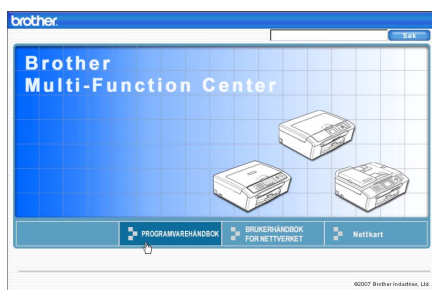 brother
Søk
Brother
Multi-Function Center
PROGRAMVAREHÅNDBOK
BRUKERHÅNDBOK
FOR NETTVERKET
Nettkart
©2007 Brother Industries, Ltd.